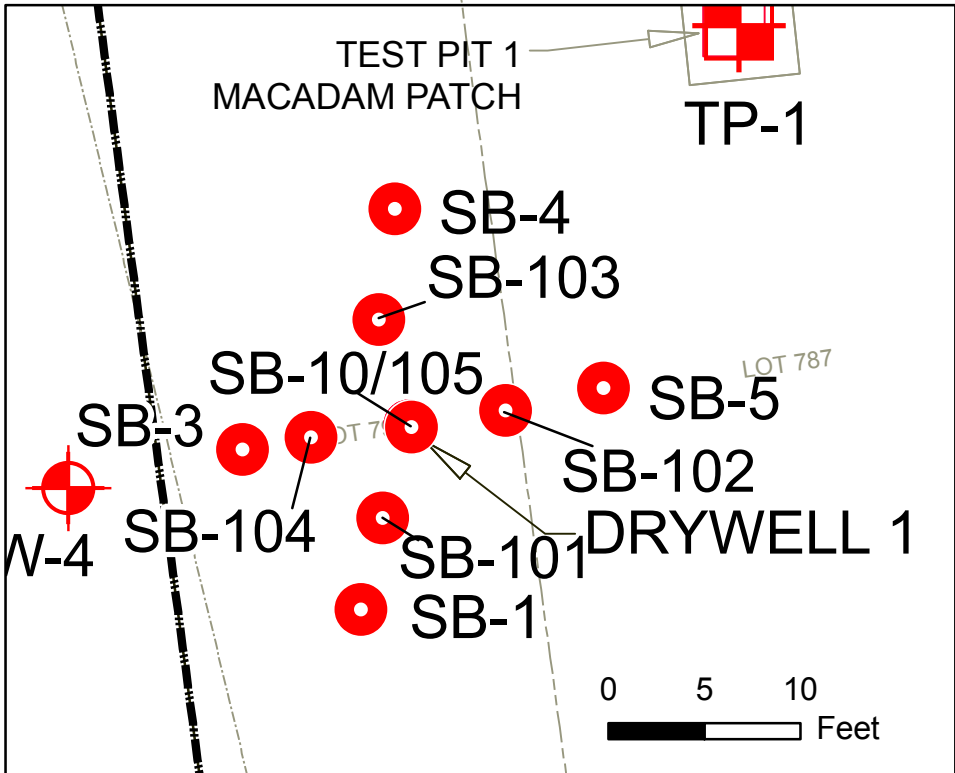 TEST PIT 1
MACADAM PATCH
TP-1
SB-4
SB-103
SB-10/105
LOT 787
SB-5
SB-3
SB-102
SB-104
W-4
DRYWELL 1
SB-101
SB-1
0 5 10
Feet